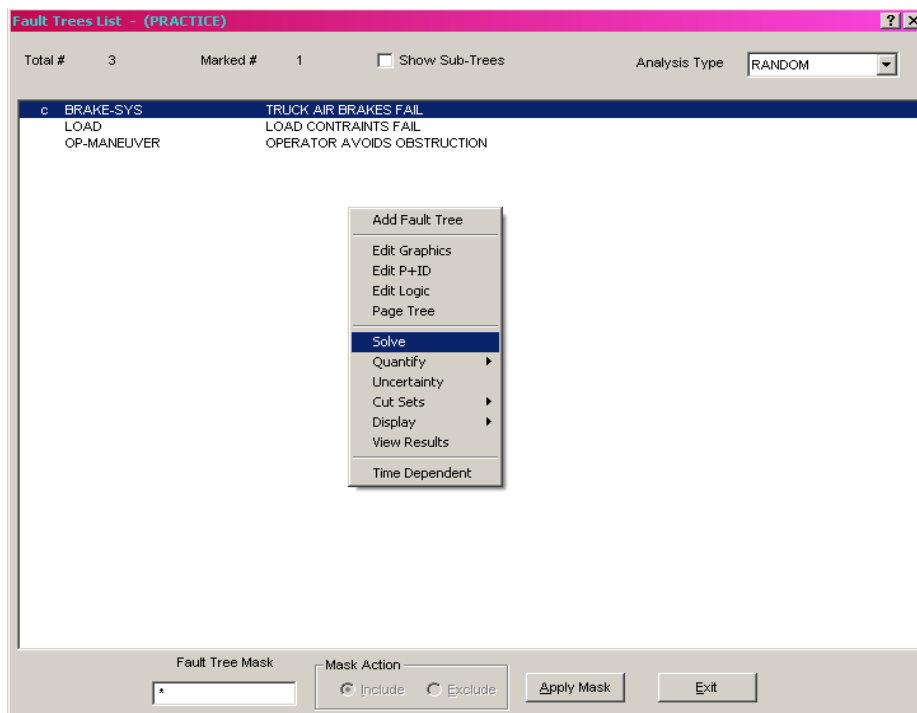 Fault Trees List - (PRACTICE)
Total # 3 Marked # 1 Show Sub-Trees Analysis Type RANDOM
c BRAKE-SYS TRUCK AIR BRAKES FAIL
LOAD LOAD CONTRAINTS FAIL
OP-MANEUVER OPERATOR AVOIDS OBSTRUCTION
Add Fault Tree
Edit Graphics
Edit P+ID
Edit Logic
Page Tree
Solve
Quantify
Uncertainty
Cut Sets
Display
View Results
Time Dependent
Fault Tree Mask
*
Mask Action
Include Exclude
Apply Mask
Exit